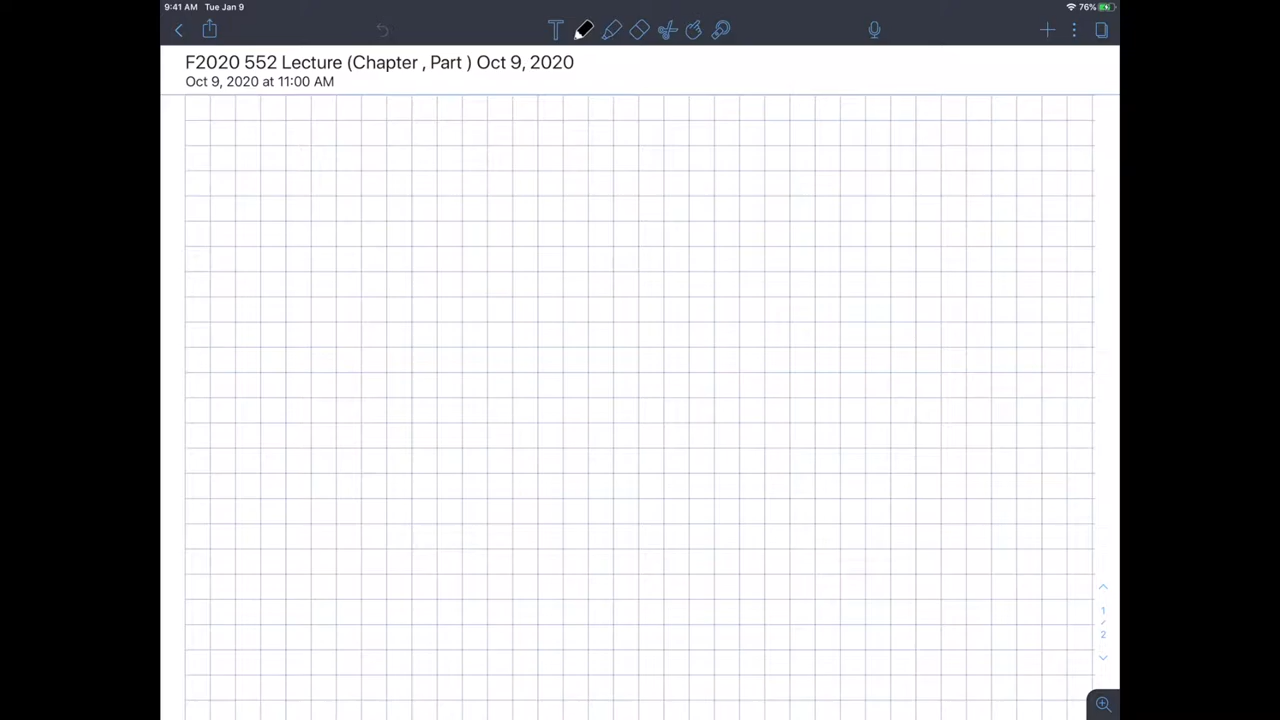 9:41 AM Tue Jan 9
76%
T
F2020 552 Lecture (Chapter , Part ) Oct 9, 2020
Oct 9, 2020 at 11:00 AM
1
/
2